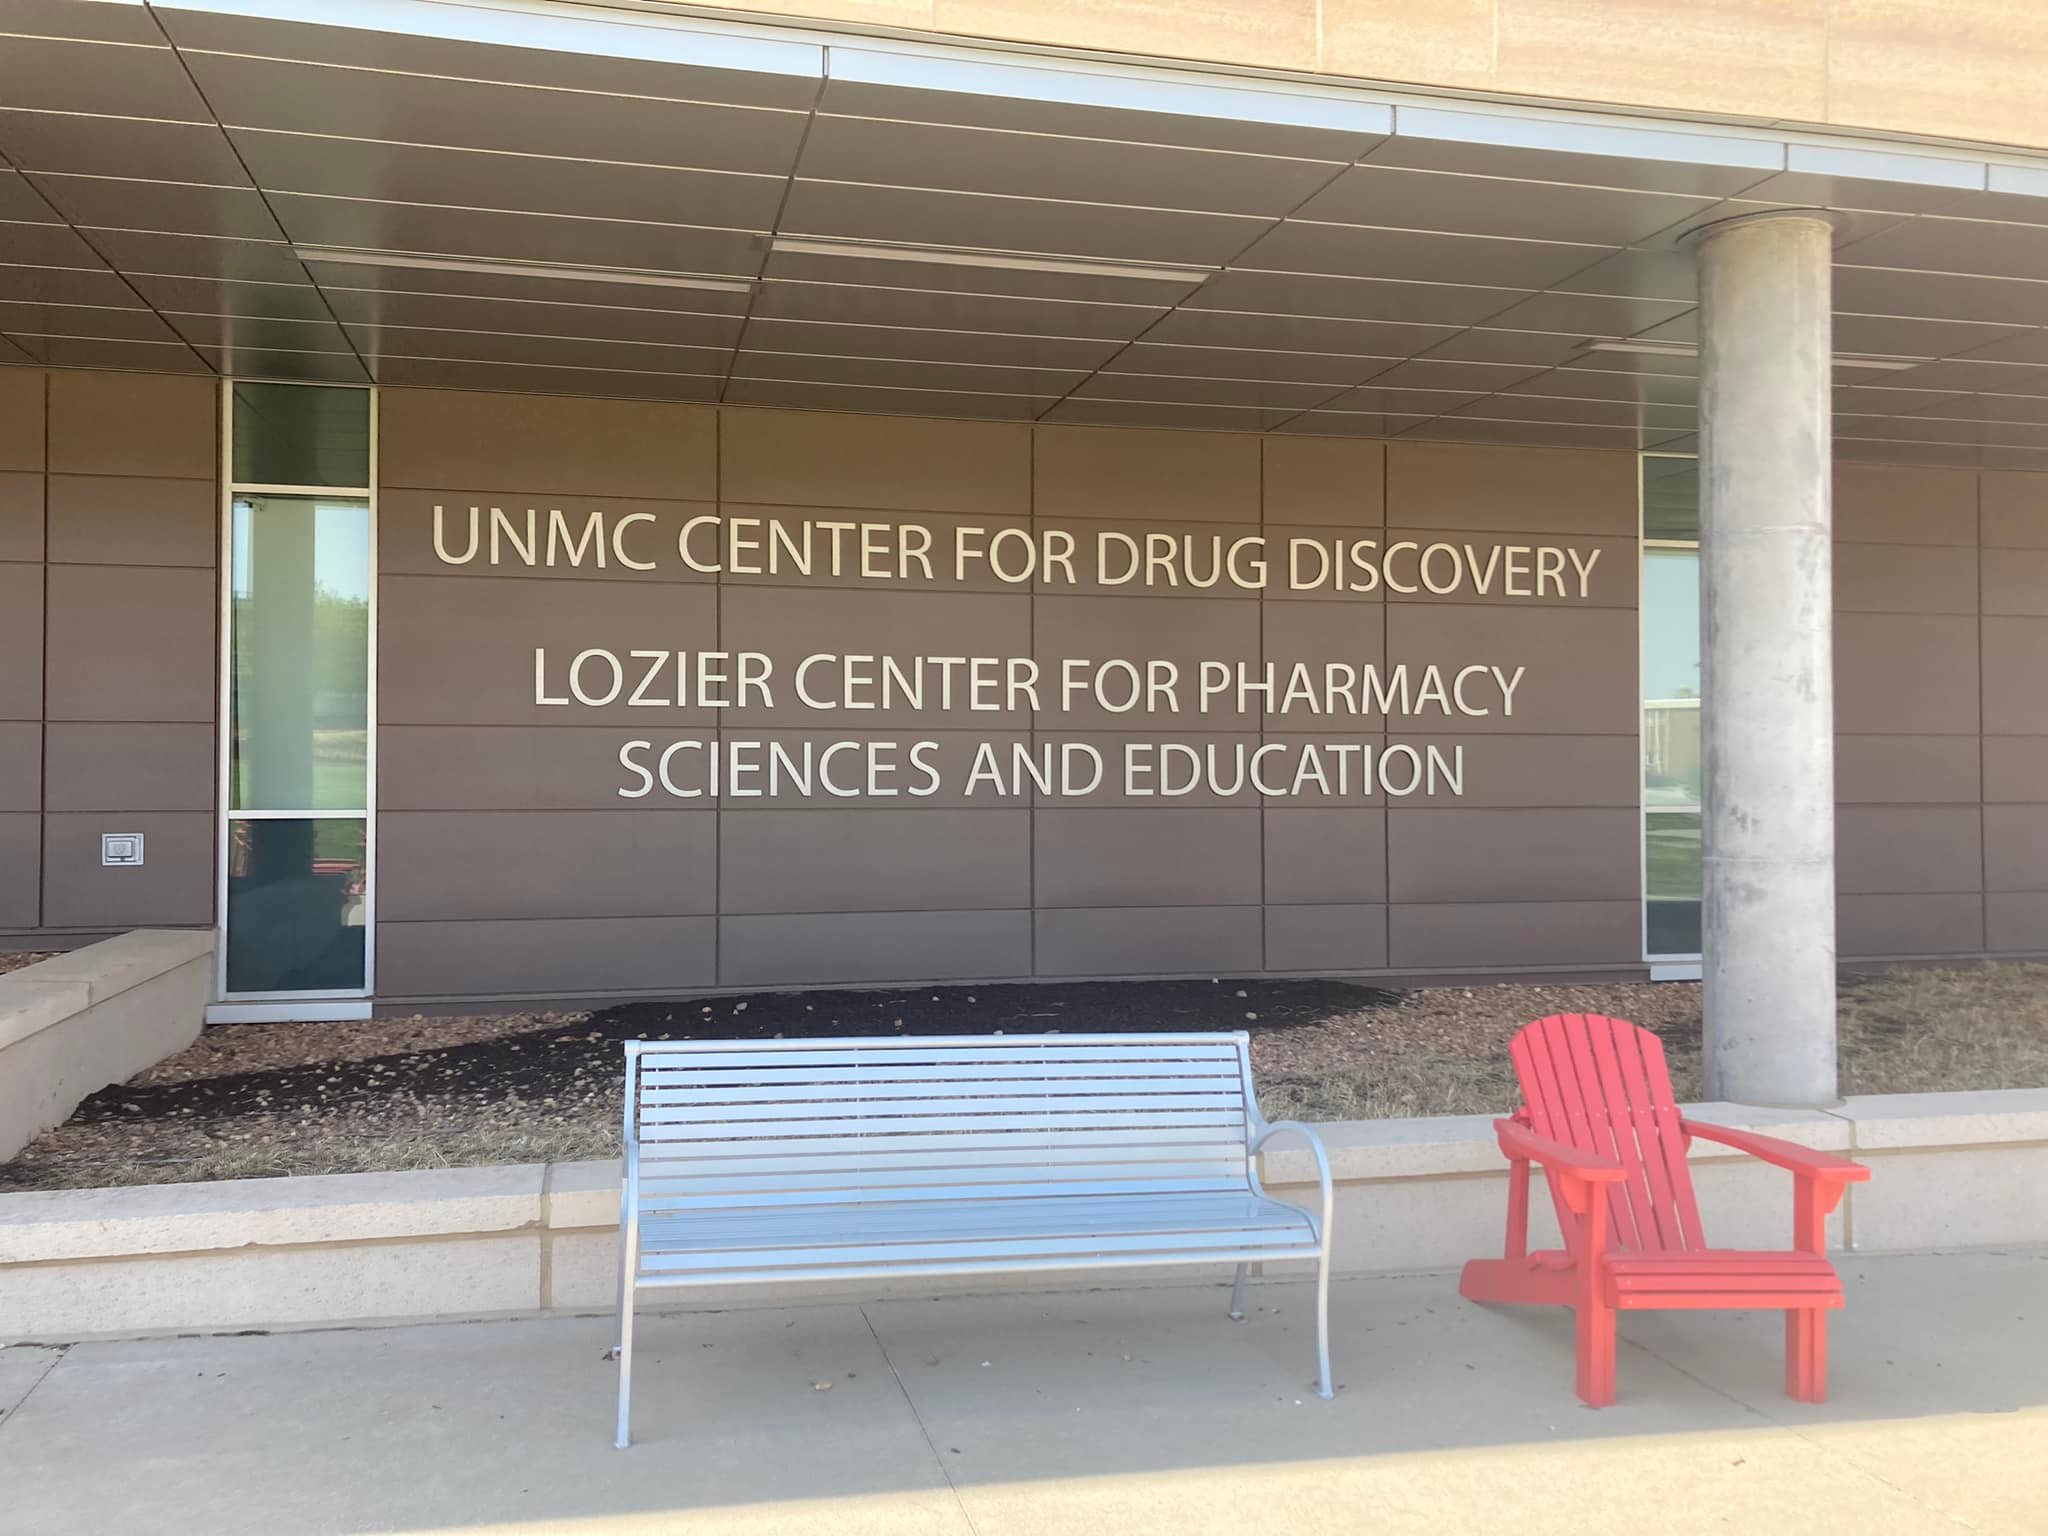 UNMC CENTER FOR DRUG DISCOVERY
LOZIER CENTER FOR PHARMACY
SCIENCES AND EDUCATION